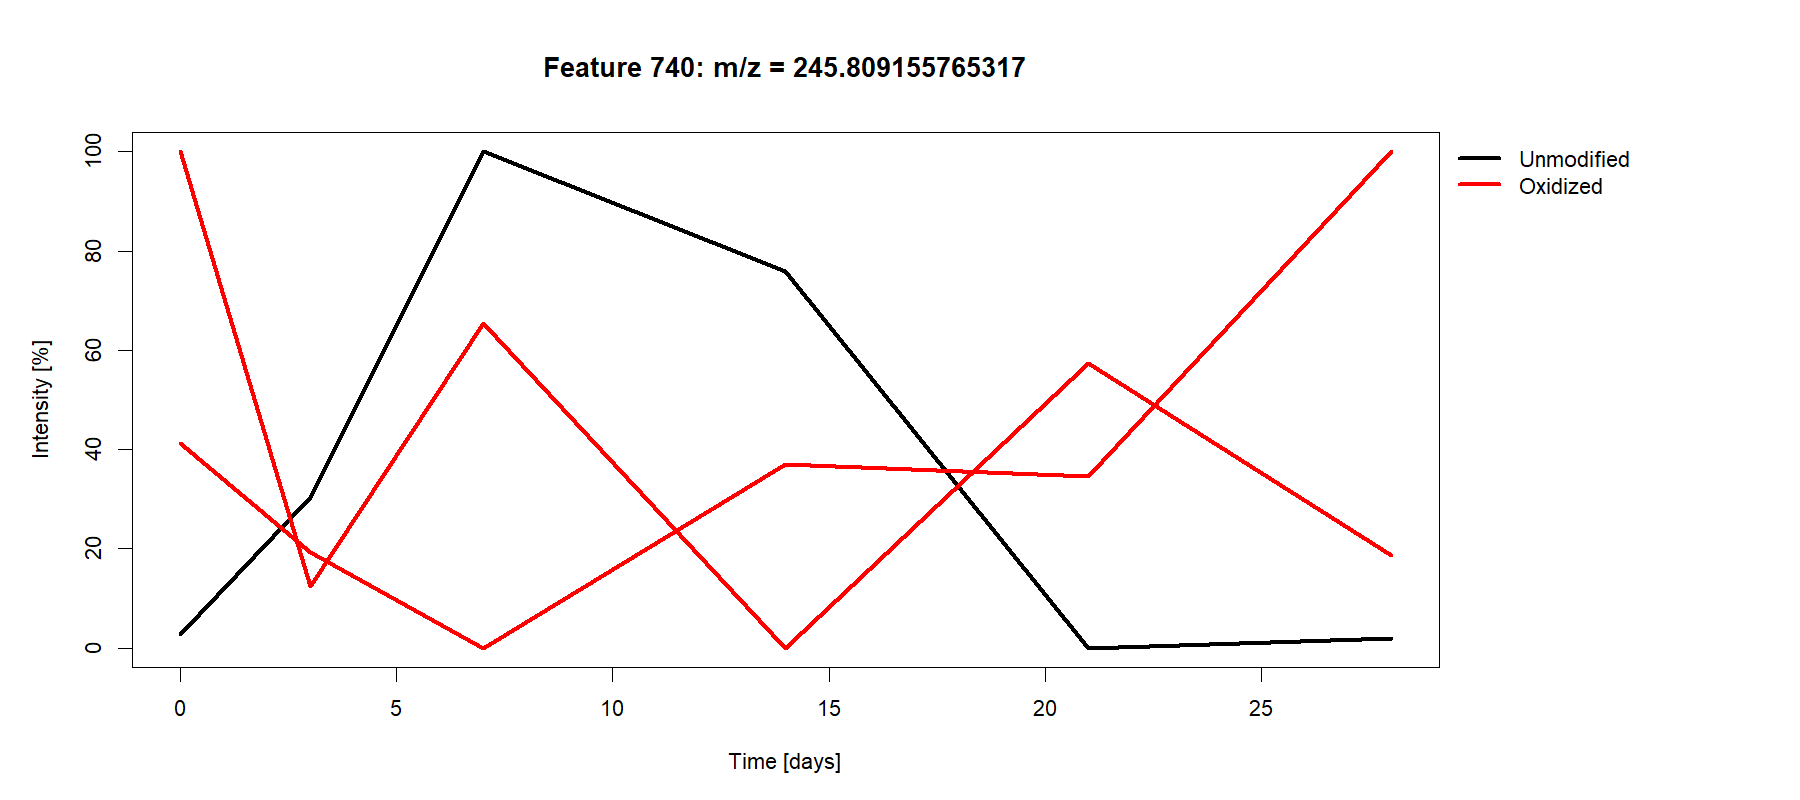 Feature 740: m/z = 245.809155765317
Unmodified
Oxidized
Intensity [%]
100
80
60
40
20
0
0 5 10 15 20 25
Time [days]